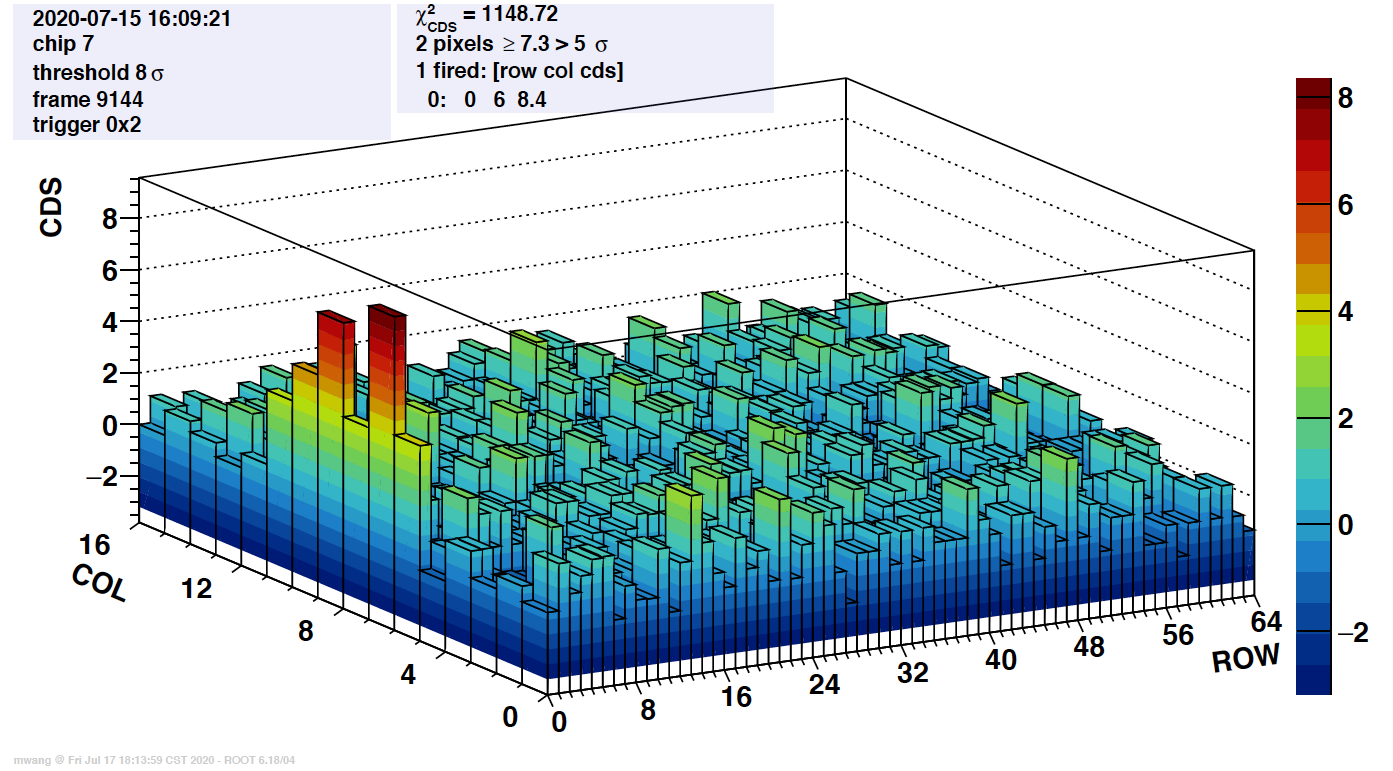 2020-07-15 16:09:21
chip 7
threshold 8 σ
frame 9144
trigger 0x2
χ²CDS = 1148.72
2 pixels ≥ 7.3 > 5 σ
1 fired: [row col cds]
0: 0 6 8.4
CDS
8
6
4
2
0
−2
16
12
8
4
0
COL
0
8
16
24
32
40
48
56
64
ROW
8
6
4
2
0
−2
mwang @ Fri Jul 17 18:13:59 CST 2020 - ROOT 6.18/04